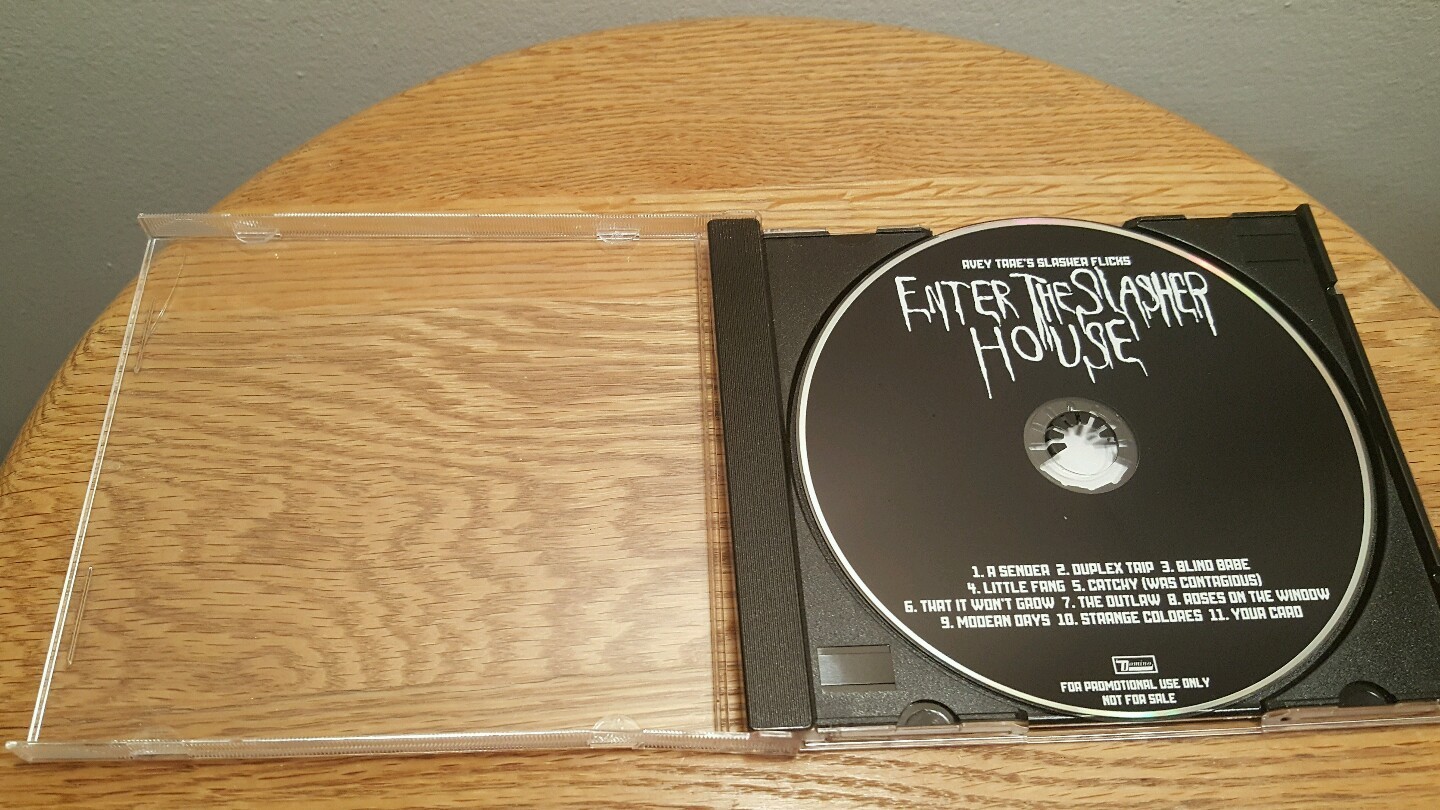 AVEY TARE'S SLASHER FLICKS
ENTER THE SLASHER
HOUSE
1. A SENDER 2. DUPLEX TRIP 3. BLIND BABE
4. LITTLE FANG 5. CATCHY (WAS CONTAGIOUS)
6. THAT IT WON'T GROW 7. THE OUTLAW 8. ROSES ON THE WINDOW
9. MODERN DAYS 10. STRANGE COLORES 11. YOUR CARD
Domino
FOR PROMOTIONAL USE ONLY
NOT FOR SALE